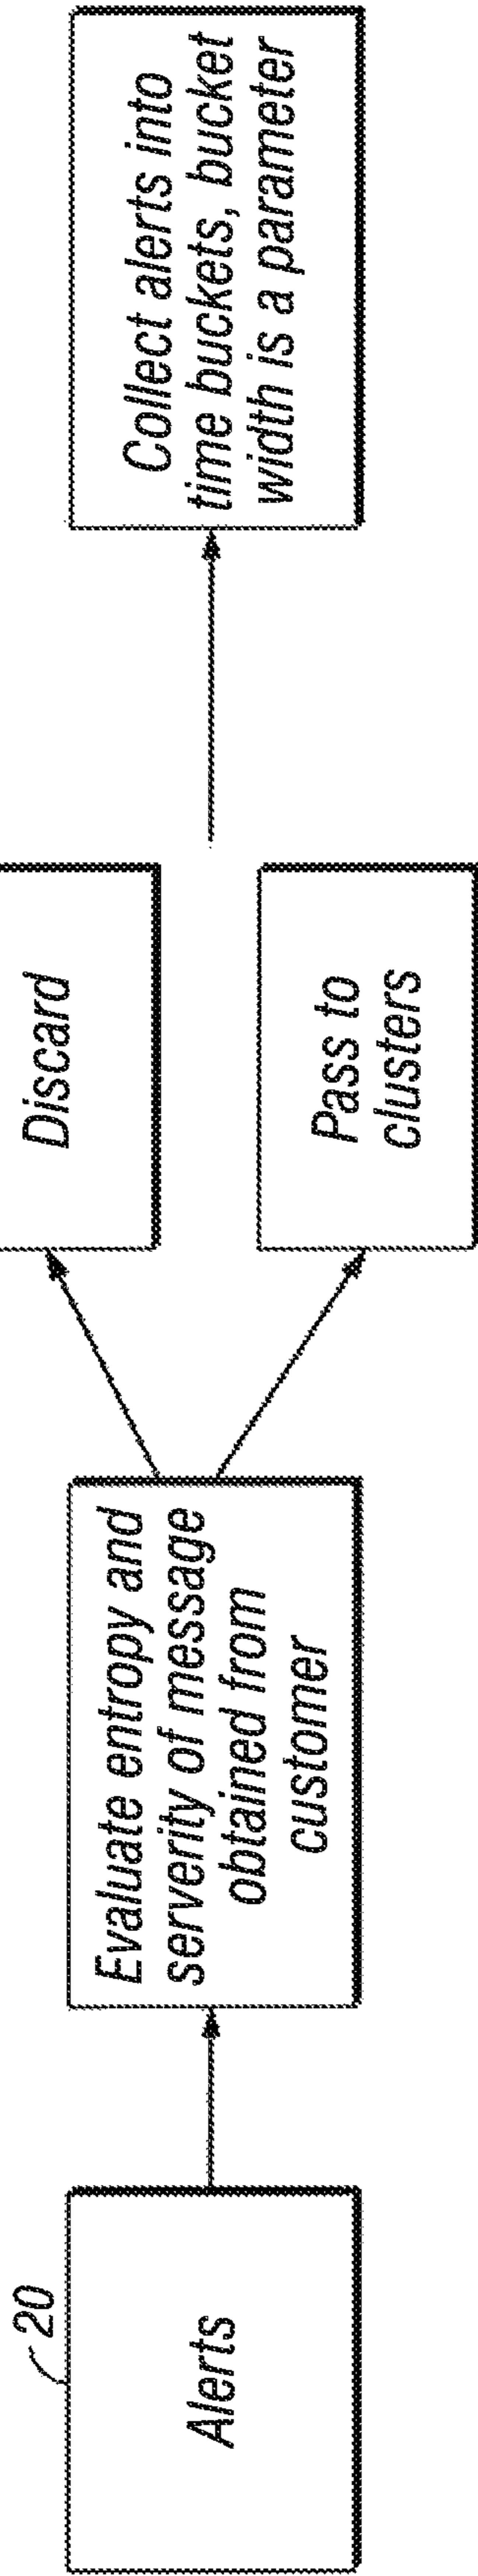 20
Alerts
Evaluate entropy and
serverity of message
obtained from
customer
Discard
Pass to
clusters
Collect alerts into
time buckets, bucket
width is a parameter